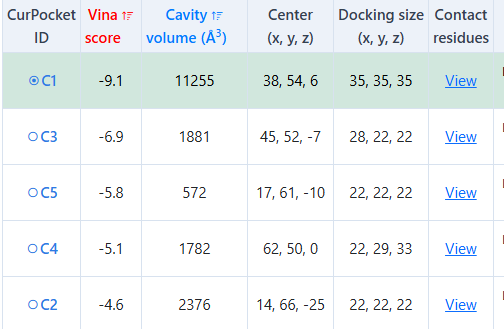 CurPocket Vina ↓F Cavity ↓F Center Docking size Contact
ID score volume (Å³) (x, y, z) (x, y, z) residues
C1 -9.1 11255 38, 54, 6 35, 35, 35 View
C3 -6.9 1881 45, 52, -7 28, 22, 22 View
C5 -5.8 572 17, 61, -10 22, 22, 22 View
C4 -5.1 1782 62, 50, 0 22, 29, 33 View
C2 -4.6 2376 14, 66, -25 22, 22, 22 View